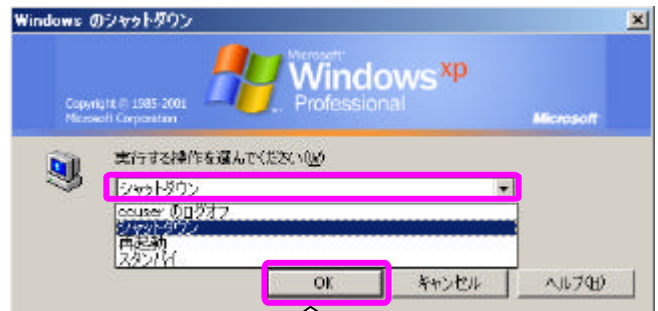 Windows のシャットダウン
Copyright © 1985-2001
Microsoft Corporation
Microsoft
Windows xp
Professional
Microsoft
実行する操作を選んでください(W)
シャットダウン
ccuser のログオフ
シャットダウン
再起動
スタンバイ
OK
キャンセル
ヘルプ(H)